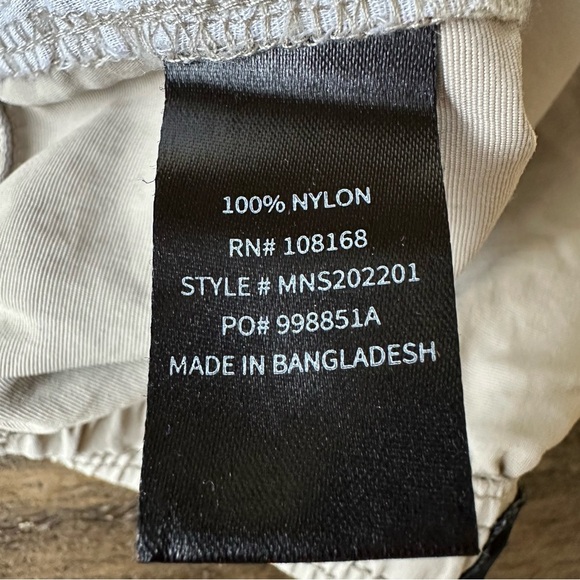 100% NYLON
RN# 108168
STYLE # MNS202201
PO# 998851A
MADE IN BANGLADESH